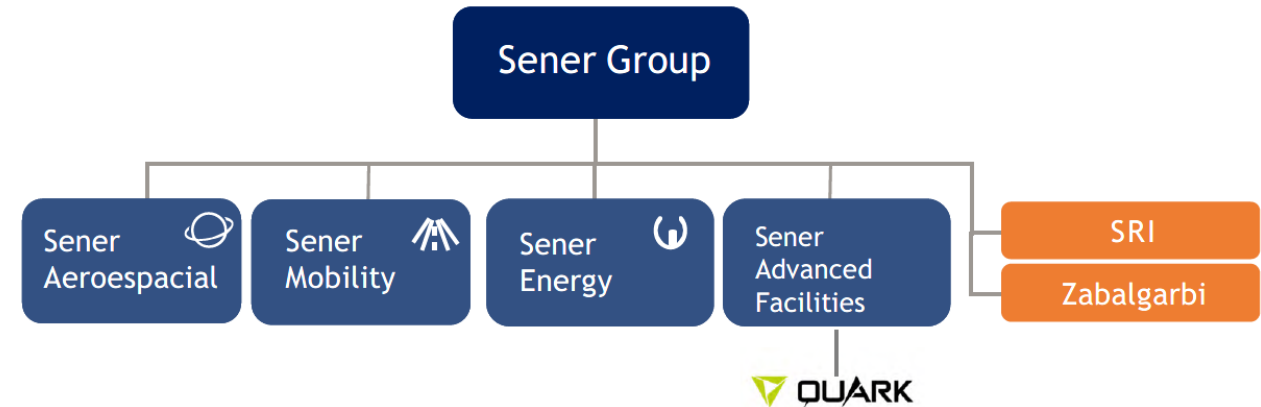 Sener Group
Sener
Aeroespacial
Sener
Mobility
Sener
Energy
Sener
Advanced
Facilities
SRI
Zabalgarbi
QUARK